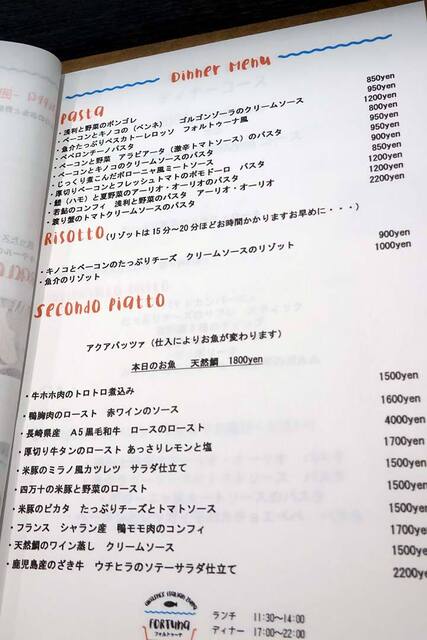 Dinner Menu
Pasta
・浅利と野菜のボンゴレ 850yen
・ベーコンとキノコの（ペンネ） ゴルゴンゾーラのクリームソース 950yen
・魚介たっぷりペスカトーレロッソ フォルトゥーナ風 1200yen
・ペペロンチーノパスタ 800yen
・ベーコンと野菜 アラビアータ（激辛トマトソース）のパスタ 950yen
・ベーコンとキノコのクリームソースのパスタ 950yen
・じっくり煮こんだボローニャ風ミートソース 900yen
・厚切りベーコンとフレッシュトマトのポモドーロ パスタ 850yen
・鱧（ハモ）と夏野菜のアーリオ・オーリオのパスタ 1200yen
・若鮎のコンフィ 浅利と野菜のパスタ アーリオ・オーリオ 1200yen
・渡り蟹のトマトクリームソースのパスタ 2200yen
Risotto（リゾットは15分～20分ほどお時間かかりますお早めに・・・）
・キノコとベーコンのたっぷりチーズ クリームソースのリゾット 900yen
・魚介のリゾット 1000yen
Secondo Piatto
アクアパッツァ（仕入によりお魚が変わります）
本日のお魚 天然鯛 1800yen
・牛ホホ肉のトロトロ煮込み 1500yen
・鴨胸肉のロースト 赤ワインのソース 1600yen
・長崎県産 A5黒毛和牛 ロースのロースト 4000yen
・厚切り牛タンのロースト あっさりレモンと塩 1700yen
・米豚のミラノ風カツレツ サラダ仕立て 1500yen
・四万十の米豚と野菜のロースト 1500yen
・米豚のピカタ たっぷりチーズとトマトソース 1500yen
・フランス シャラン産 鴨モモ肉のコンフィ 1700yen
・天然鯛のワイン蒸し クリームソース 1500yen
・鹿児島産のざき牛 ウチヒラのソテーサラダ仕立て 2200yen
FORTUNA
フォルトゥーナ
ランチ 11:30～14:00
ディナー 17:00～22:00